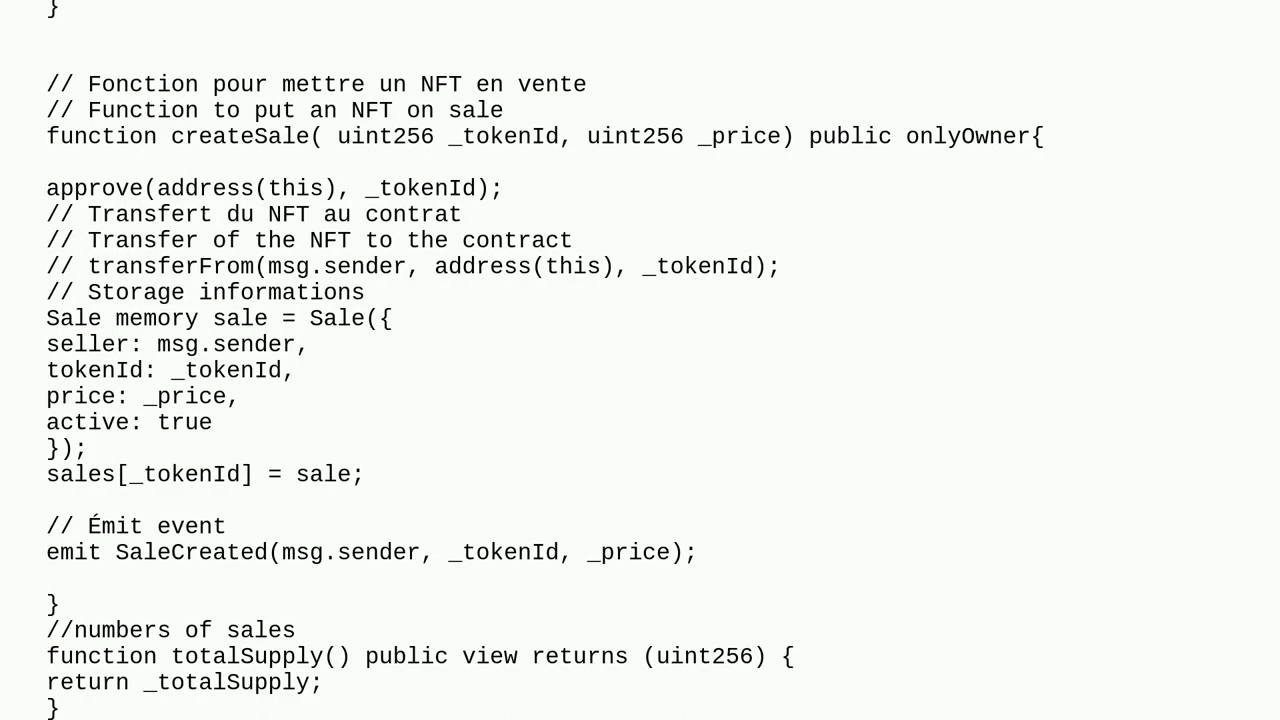 }
// Fonction pour mettre un NFT en vente
// Function to put an NFT on sale
function createSale( uint256 _tokenId, uint256 _price) public onlyOwner{
approve(address(this), _tokenId);
// Transfert du NFT au contrat
// Transfer of the NFT to the contract
// transferFrom(msg.sender, address(this), _tokenId);
// Storage informations
Sale memory sale = Sale({
seller: msg.sender,
tokenId: _tokenId,
price: _price,
active: true
});
sales[_tokenId] = sale;
// Émit event
emit SaleCreated(msg.sender, _tokenId, _price);
}
//numbers of sales
function totalSupply() public view returns (uint256) {
return _totalSupply;
}